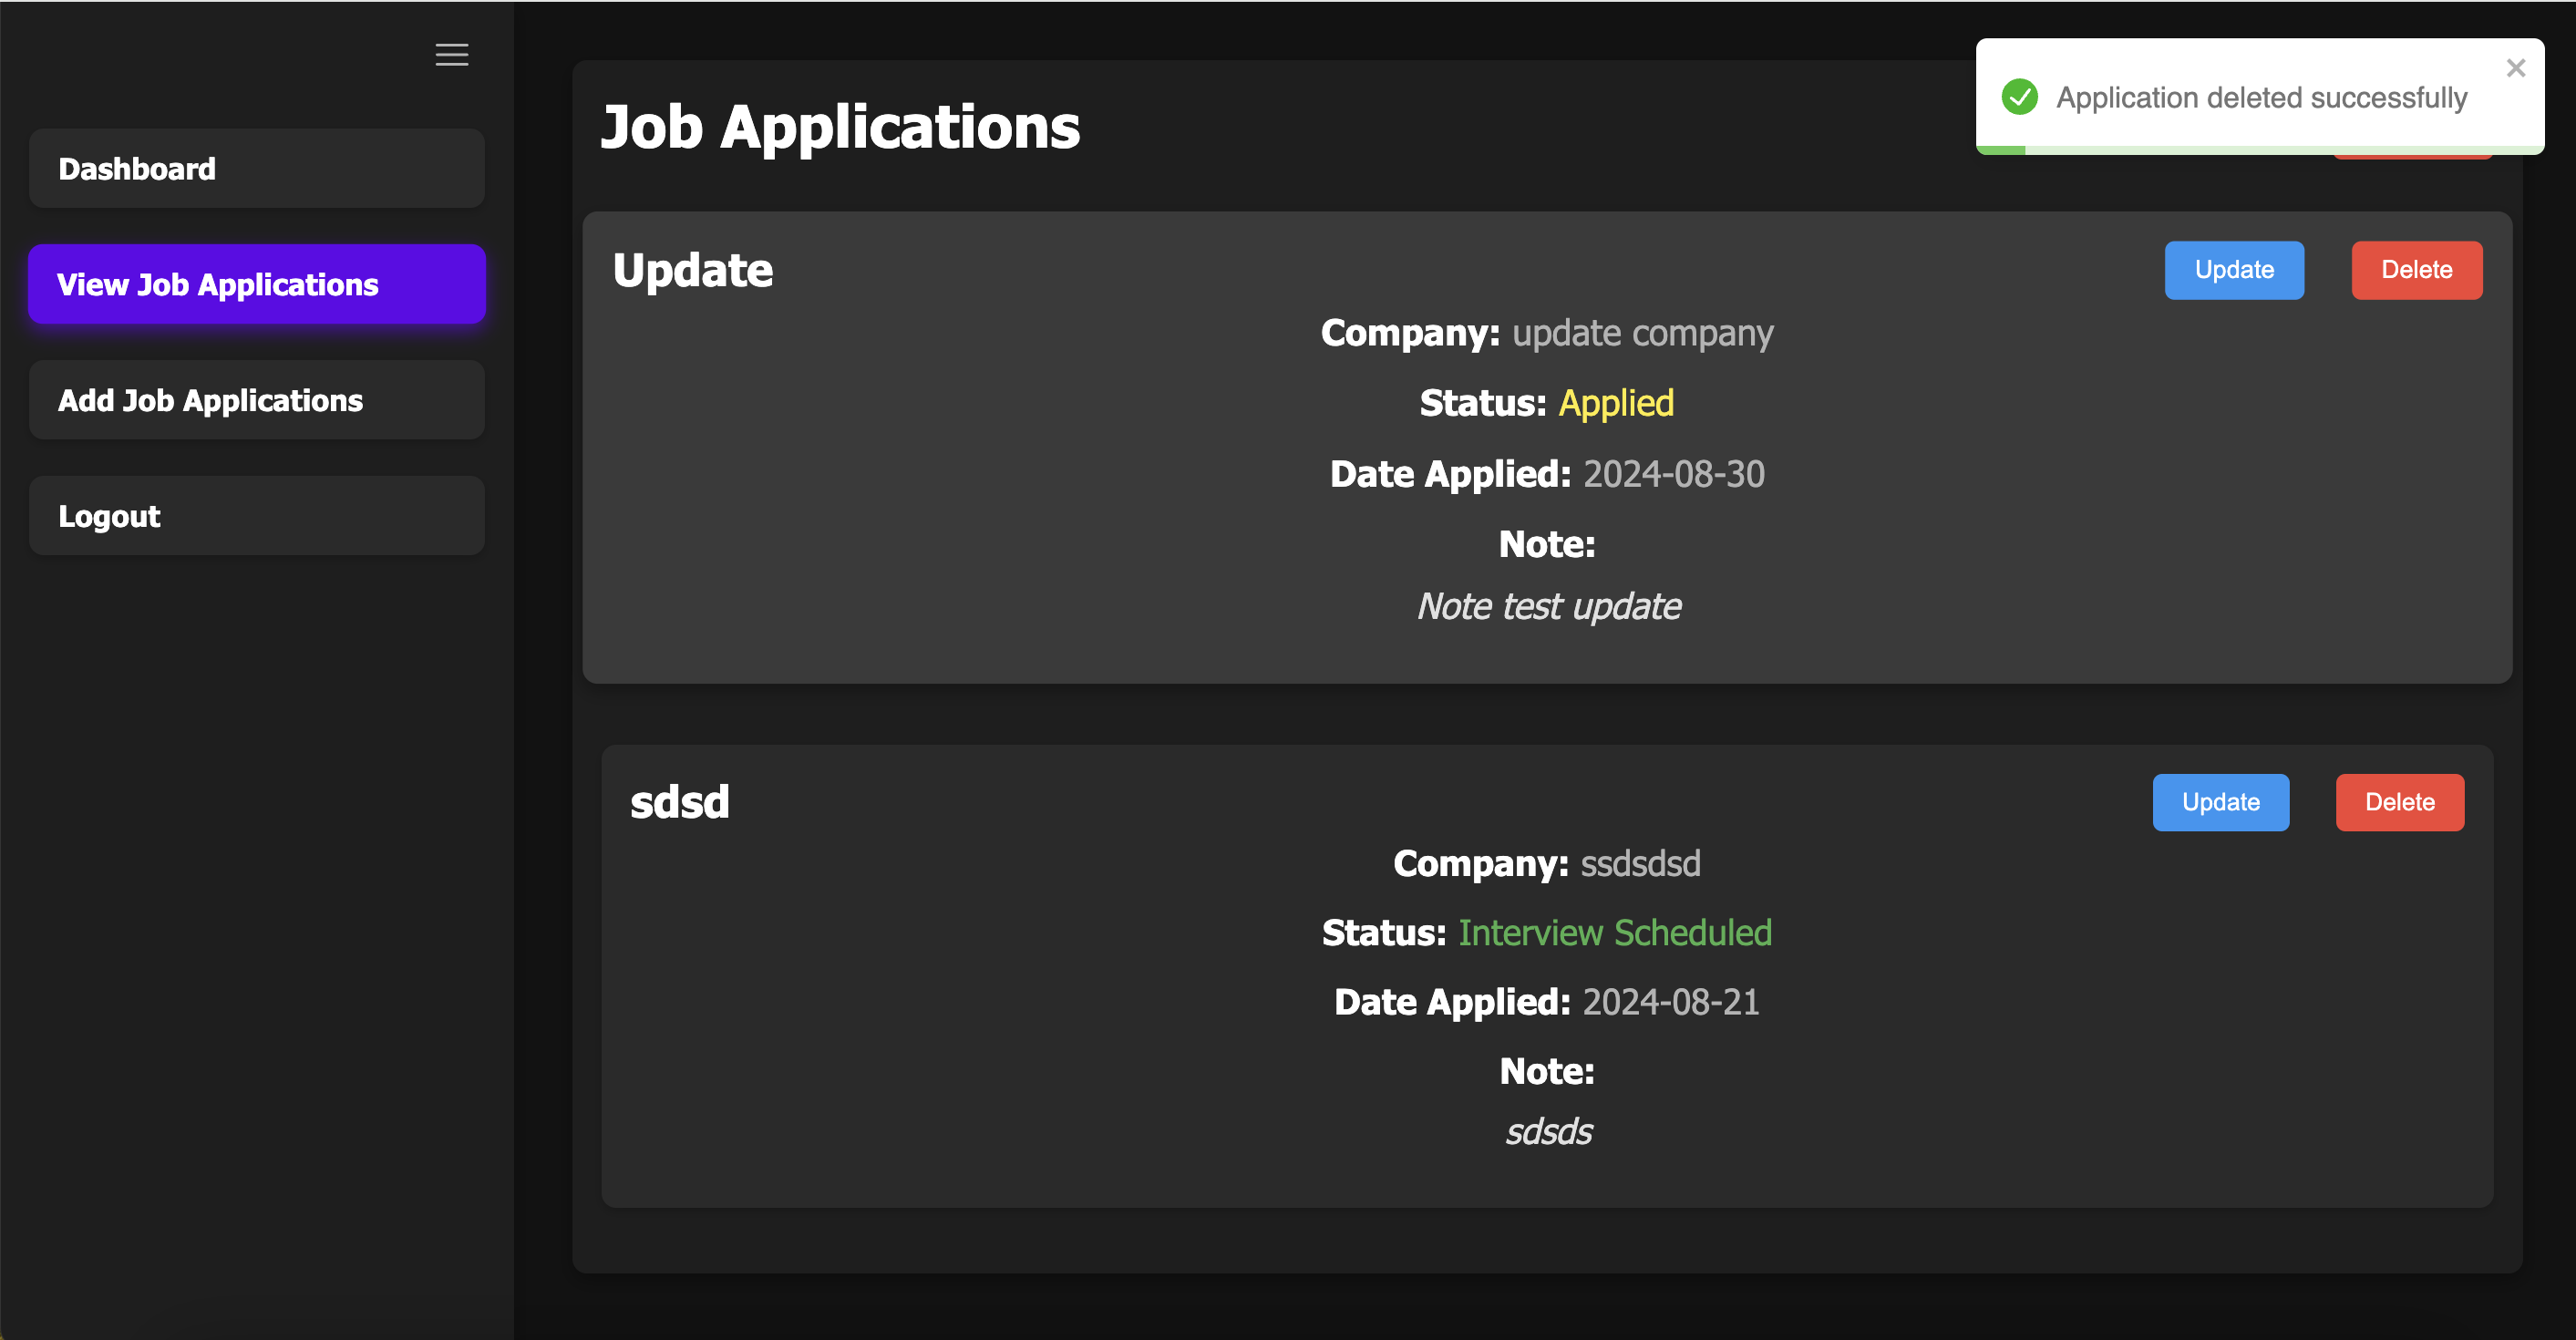 Dashboard
View Job Applications
Add Job Applications
Logout
Job Applications
Application deleted successfully
Update
Update
Delete
Company: update company
Status: Applied
Date Applied: 2024-08-30
Note:
Note test update
sdsd
Update
Delete
Company: ssdsdsd
Status: Interview Scheduled
Date Applied: 2024-08-21
Note:
sdsds